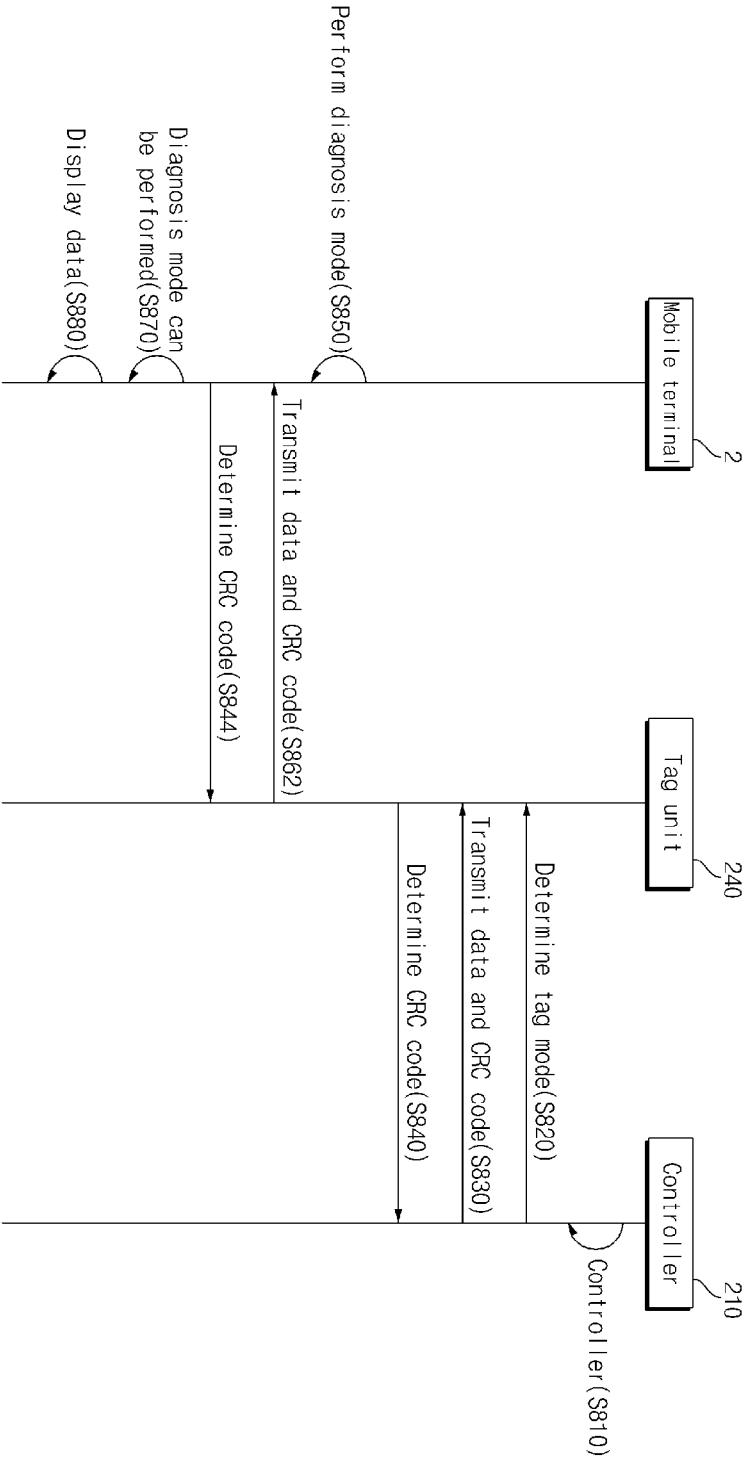 2
Mobile terminal
240
Tag unit
210
Controller
Controller(S810)
Determine tag mode(S820)
Transmit data and CRC code(S830)
Determine CRC code(S840)
Perform diagnosis mode(S850)
Transmit data and CRC code(S862)
Determine CRC code(S844)
Diagnosis mode can
be performed(S870)
Display data(S880)